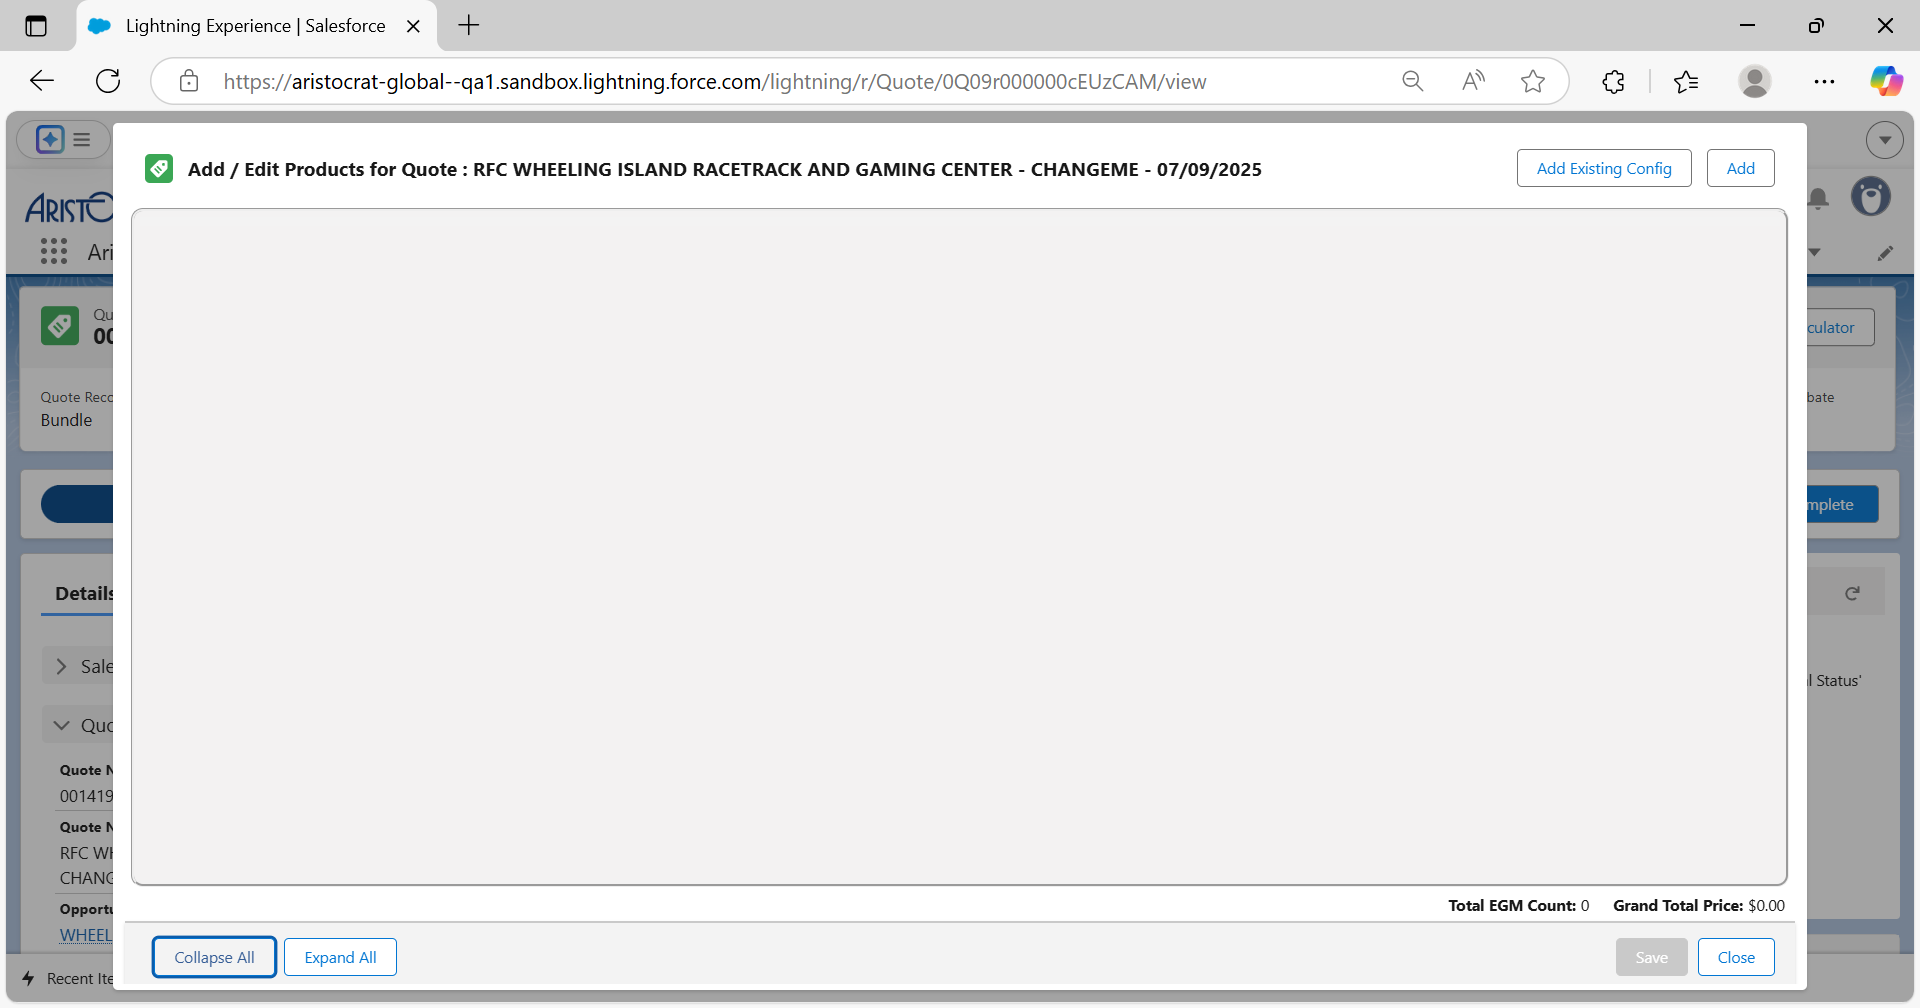 Lightning Experience | Salesforce
https://aristocrat-global--qa1.sandbox.lightning.force.com/lightning/r/Quote/0Q09r000000cEUzCAM/view
Add / Edit Products for Quote : RFC WHEELING ISLAND RACETRACK AND GAMING CENTER - CHANGEME - 07/09/2025
Add Existing Config
Add
ARISTO
Ari
Qu
00
culator
Quote Reco
bate
Bundle
mplete
Details
Sale
l Status'
Quo
Quote N
001419
Quote N
RFC WH
CHANG
Opportu
WHEEL
Total EGM Count: 0 Grand Total Price: $0.00
Collapse All
Expand All
Save
Close
Recent Ite